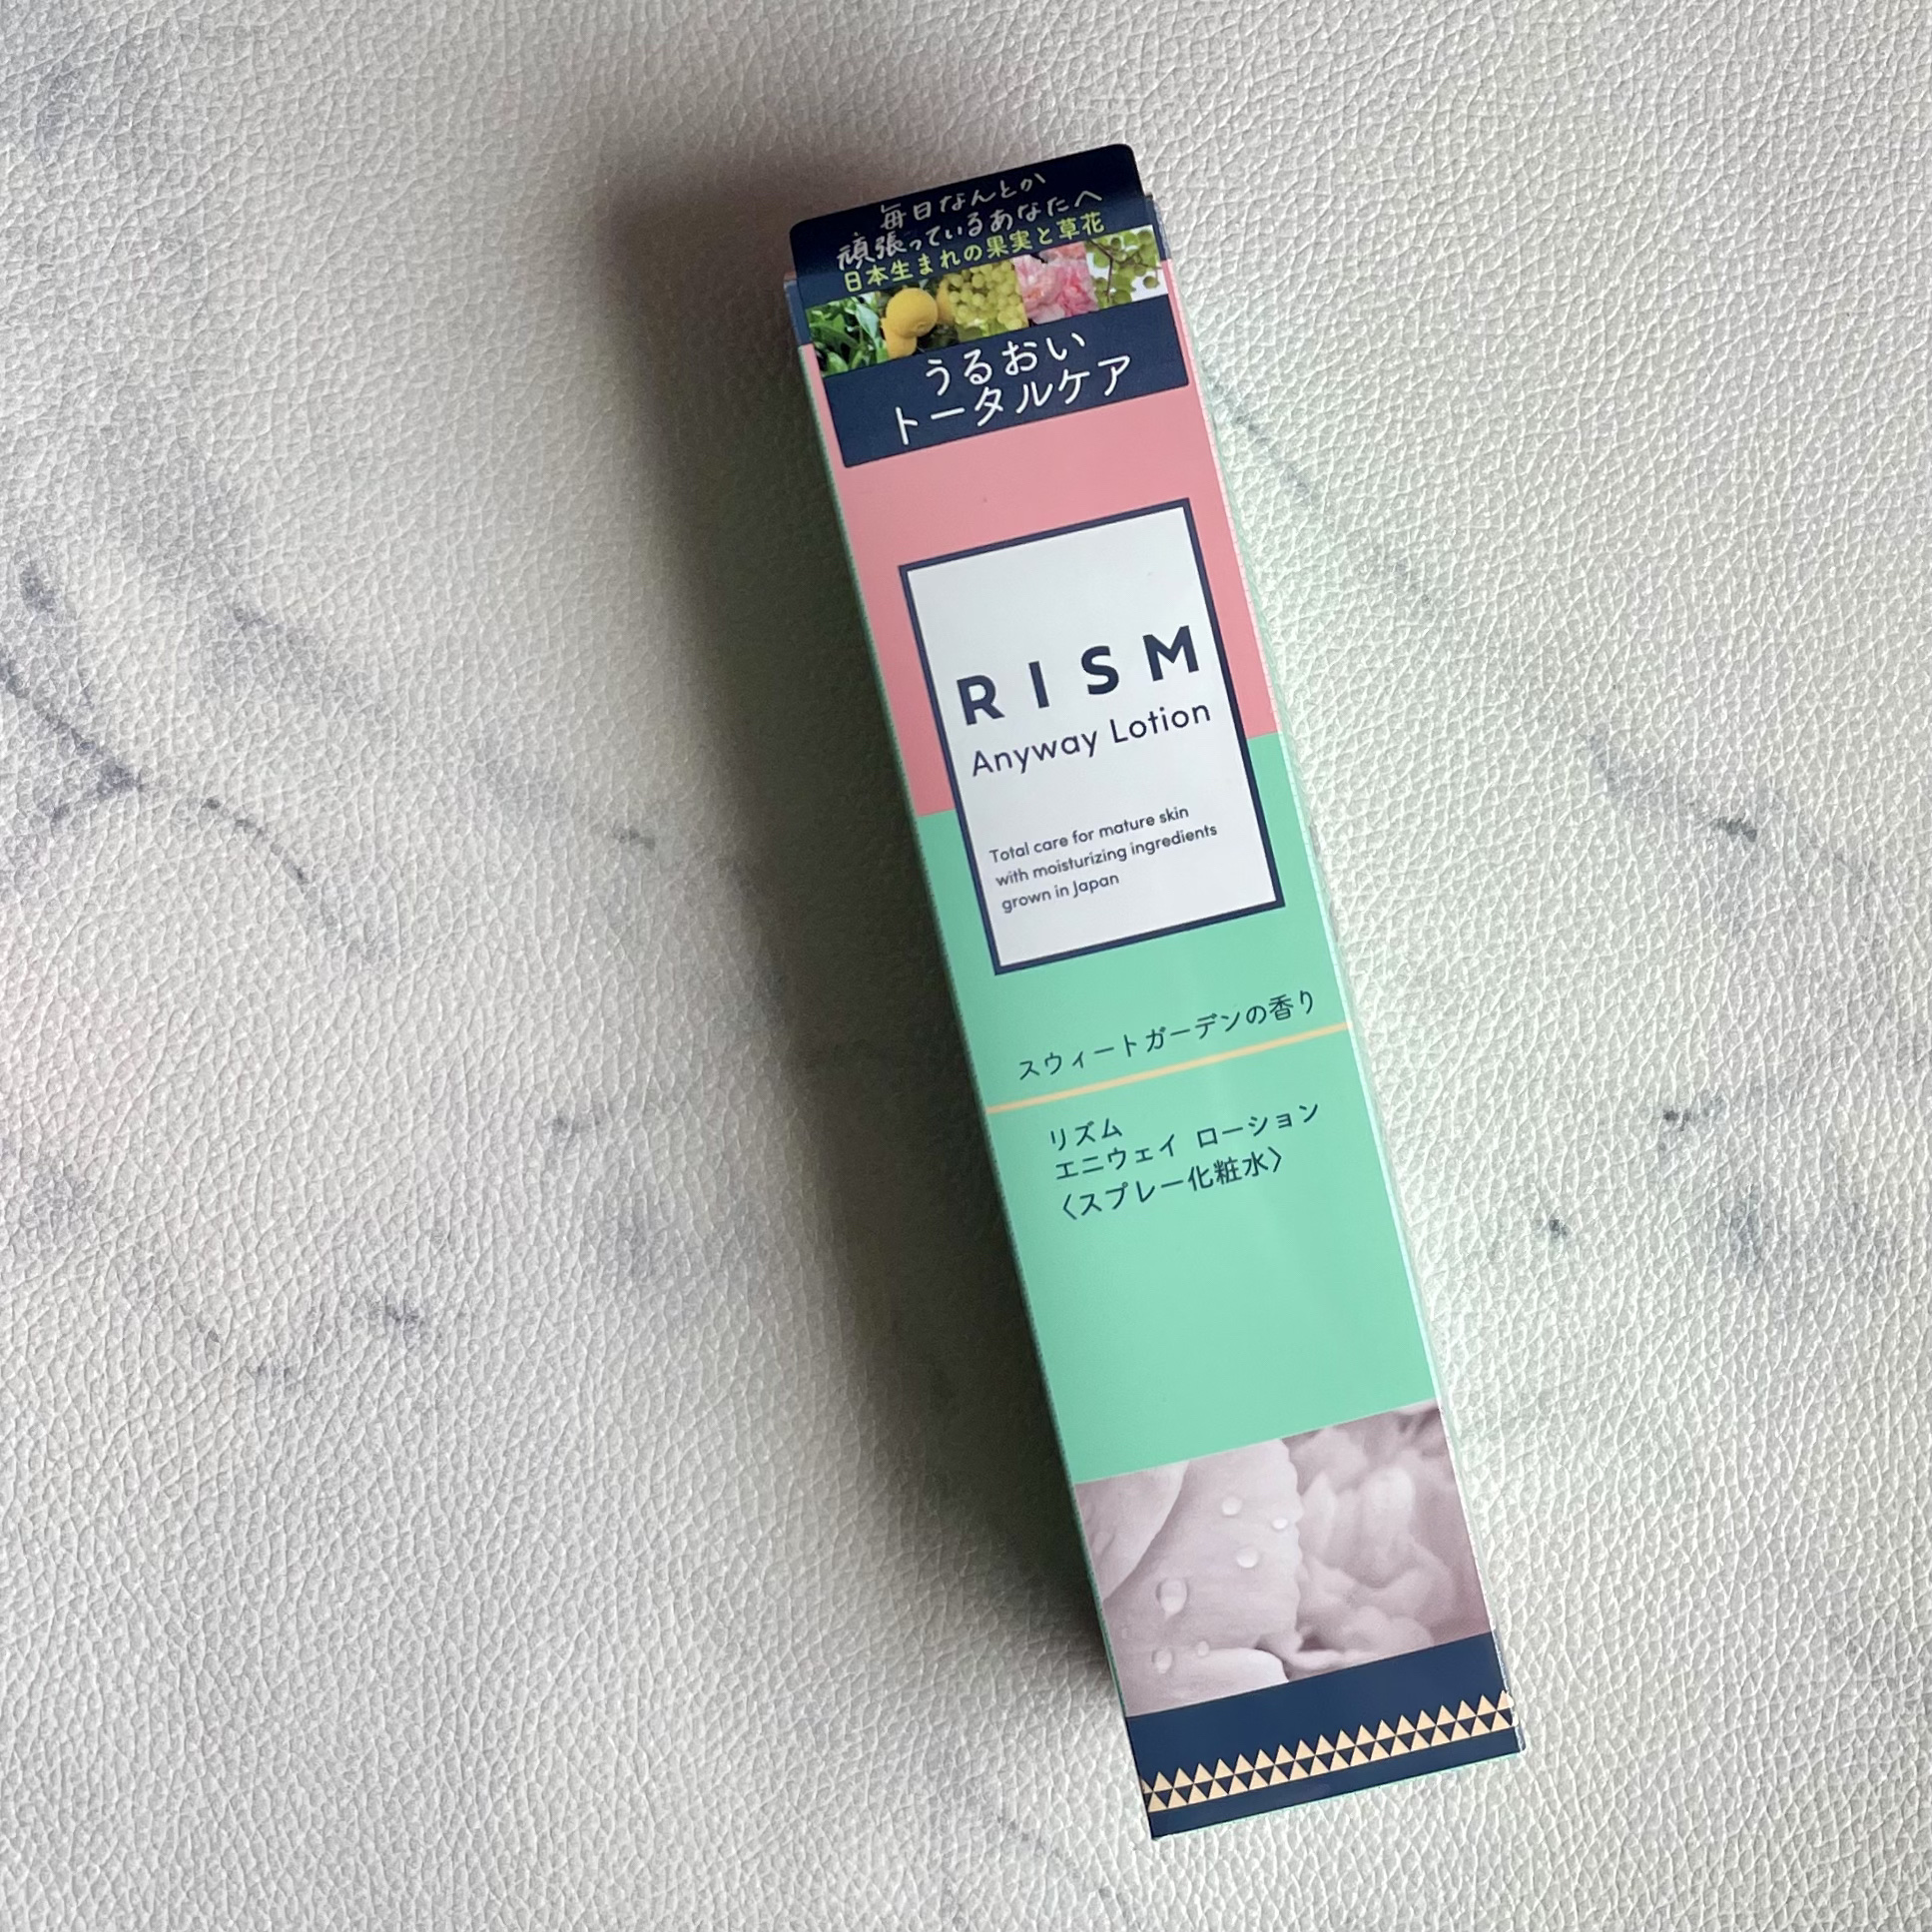 毎日なんとか
頑張っているあなたへ
日本生まれの果実と草花
うるおい
トータルケア
RISM
Anyway Lotion
Total care for mature skin
with moisturizing ingredients
grown in Japan
スウィートガーデンの香り
リズム
エニウェイ ローション
〈スプレー化粧水〉